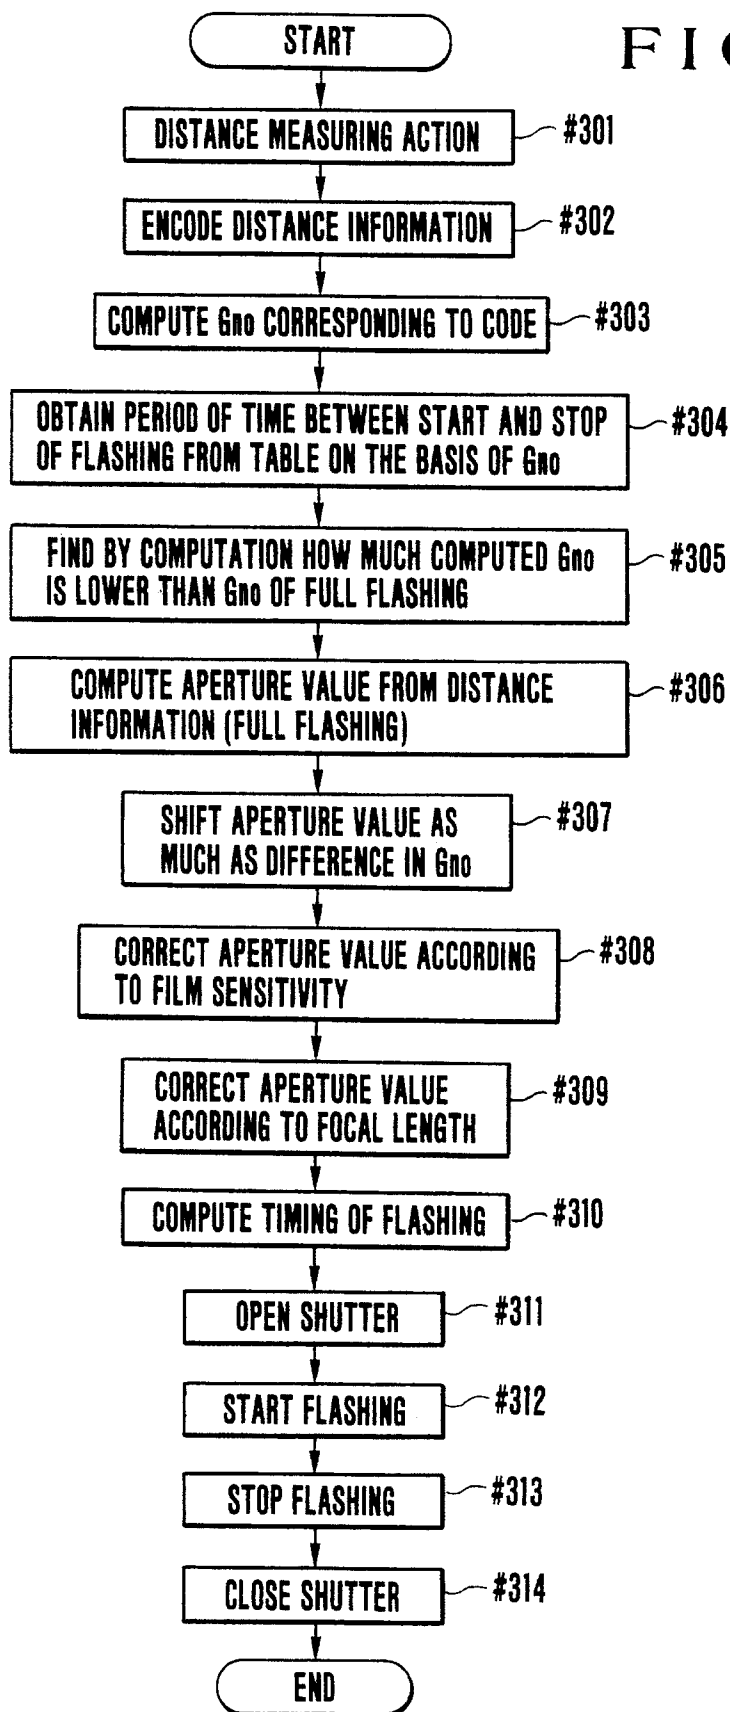 START
FIG
DISTANCE MEASURING ACTION
#301
ENCODE DISTANCE INFORMATION
#302
COMPUTE Gno CORRESPONDING TO CODE
#303
OBTAIN PERIOD OF TIME BETWEEN START AND STOP
OF FLASHING FROM TABLE ON THE BASIS OF Gno
#304
FIND BY COMPUTATION HOW MUCH COMPUTED Gno
IS LOWER THAN Gno OF FULL FLASHING
#305
COMPUTE APERTURE VALUE FROM DISTANCE
INFORMATION (FULL FLASHING)
#306
SHIFT APERTURE VALUE AS
MUCH AS DIFFERENCE IN Gno
#307
CORRECT APERTURE VALUE ACCORDING
TO FILM SENSITIVITY
#308
CORRECT APERTURE VALUE
ACCORDING TO FOCAL LENGTH
#309
COMPUTE TIMING OF FLASHING
#310
OPEN SHUTTER
#311
START FLASHING
#312
STOP FLASHING
#313
CLOSE SHUTTER
#314
END